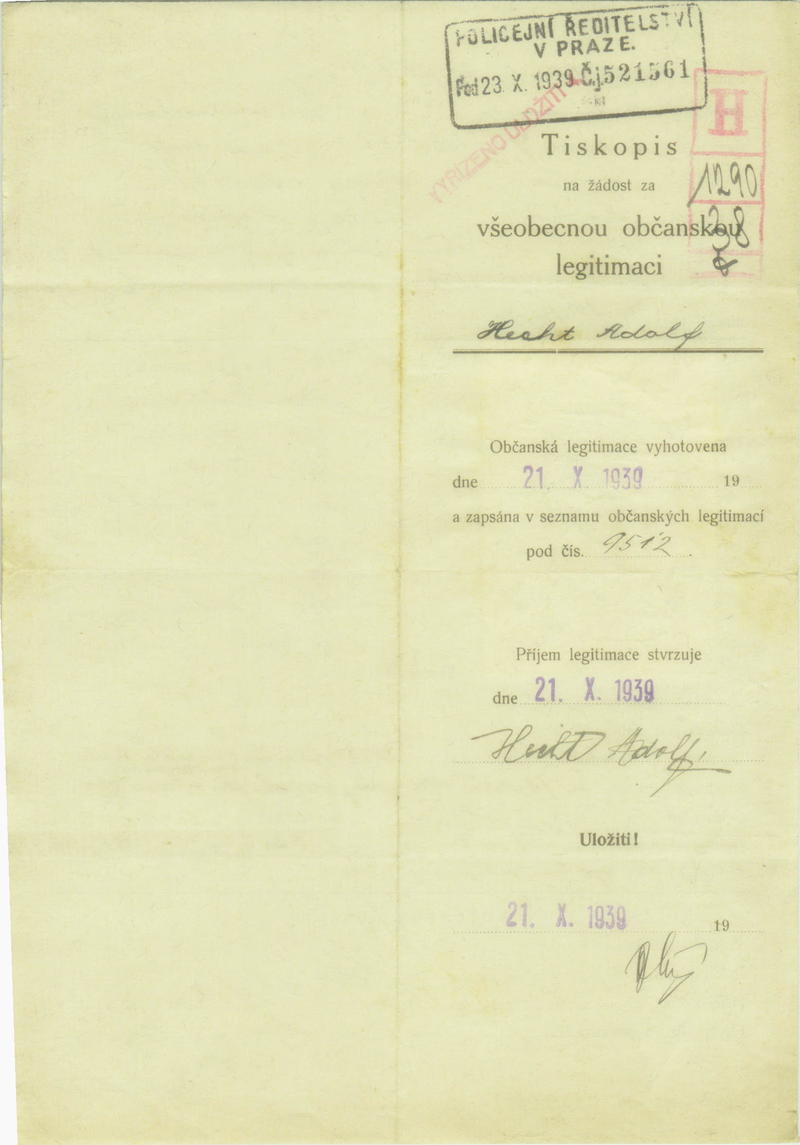 POLICEJNÍ ŘEDITELSTVÍ
V PRAZE.
Pod 23 X. 1939 Č.j. 521561
VYŘÍZENO ULOŽIT
H
Tiskopis
na žádost za
1290
všeobecnou občanskou
38
legitimaci
Hecht Adolf
Občanská legitimace vyhotovena
dne 21. X 1939 19
a zapsána v seznamu občanských legitimací
pod čís. 9512.
Příjem legitimace stvrzuje
dne 21. X. 1939
Hecht Adolf.
Uložiti!
21. X. 1939 19